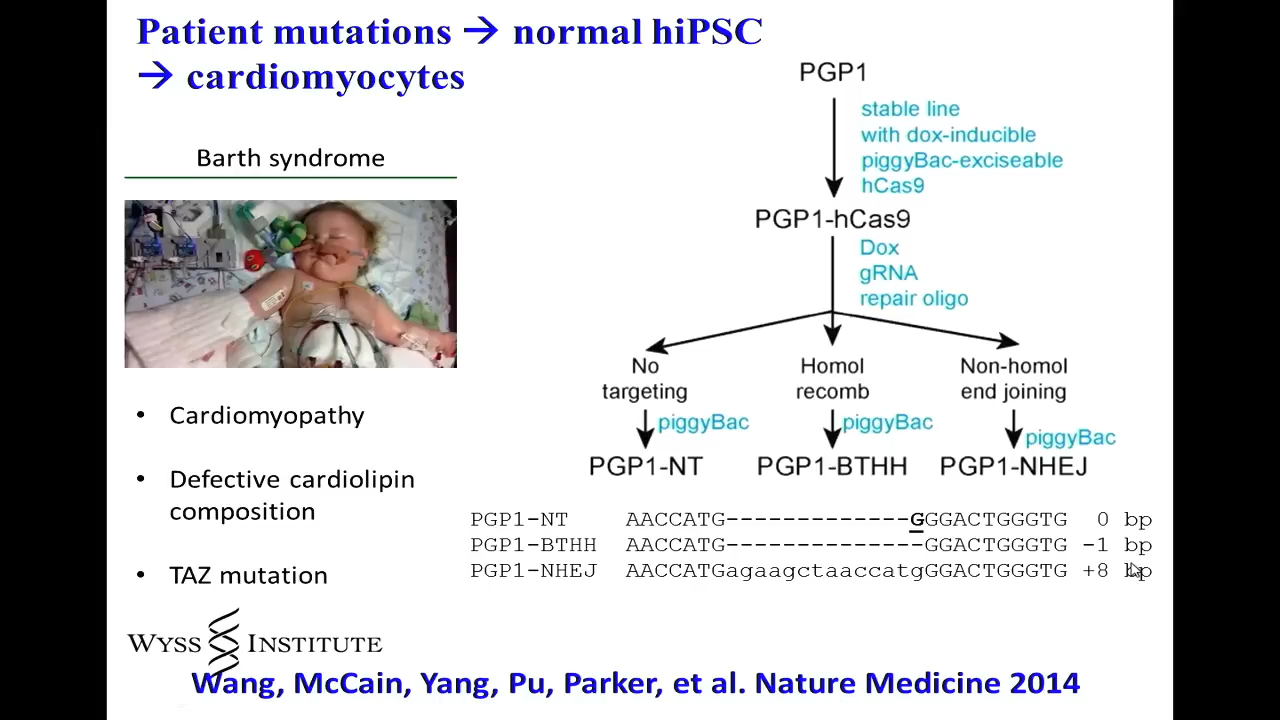 Patient mutations → normal hiPSC
→ cardiomyocytes
Barth syndrome
• Cardiomyopathy
• Defective cardiolipin
composition
• TAZ mutation
PGP1
stable line
with dox-inducible
piggyBac-exciseable
hCas9
PGP1-hCas9
Dox
gRNA
repair oligo
No
targeting
Homol
recomb
Non-homol
end joining
piggyBac
piggyBac
piggyBac
PGP1-NT
PGP1-BTHH
PGP1-NHEJ
PGP1-NT AACCATG-------------GGGACTGGGTG 0 bp
PGP1-BTHH AACCATG--------------GGACTGGGTG -1 bp
PGP1-NHEJ AACCATGagaagctaaccatgGGACTGGGTG +8 bp
WYSS INSTITUTE
Wang, McCain, Yang, Pu, Parker, et al. Nature Medicine 2014